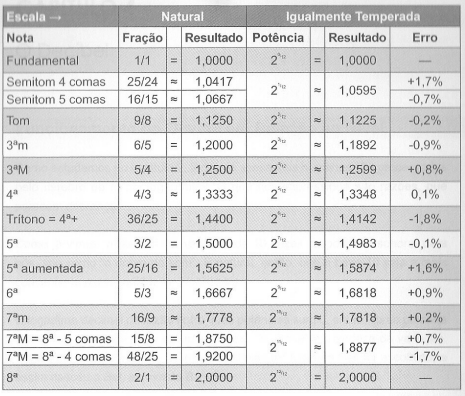 Escala → Natural Igualmente Temperada
Nota Fração Resultado Potência Resultado Erro
Fundamental 1/1 = 1,0000 2^0/12 = 1,0000 —
Semitom 4 comas 25/24 ≈ 1,0417 2^1/12 ≈ 1,0595 +1,7%
Semitom 5 comas 16/15 ≈ 1,0667 -0,7%
Tom 9/8 = 1,1250 2^2/12 ≈ 1,1225 -0,2%
3ªm 6/5 = 1,2000 2^3/12 ≈ 1,1892 -0,9%
3ªM 5/4 = 1,2500 2^4/12 ≈ 1,2599 +0,8%
4ª 4/3 ≈ 1,3333 2^5/12 ≈ 1,3348 0,1%
Trítono = 4ª+ 36/25 = 1,4400 2^6/12 ≈ 1,4142 -1,8%
5ª 3/2 = 1,5000 2^7/12 ≈ 1,4983 -0,1%
5ª aumentada 25/16 = 1,5625 2^8/12 ≈ 1,5874 +1,6%
6ª 5/3 ≈ 1,6667 2^9/12 ≈ 1,6818 +0,9%
7ªm 16/9 ≈ 1,7778 2^10/12 ≈ 1,7818 +0,2%
7ªM = 8ª - 5 comas 15/8 = 1,8750 2^11/12 ≈ 1,8877 +0,7%
7ªM = 8ª - 4 comas 48/25 = 1,9200 -1,7%
8ª 2/1 = 2,0000 2^12/12 = 2,0000 —